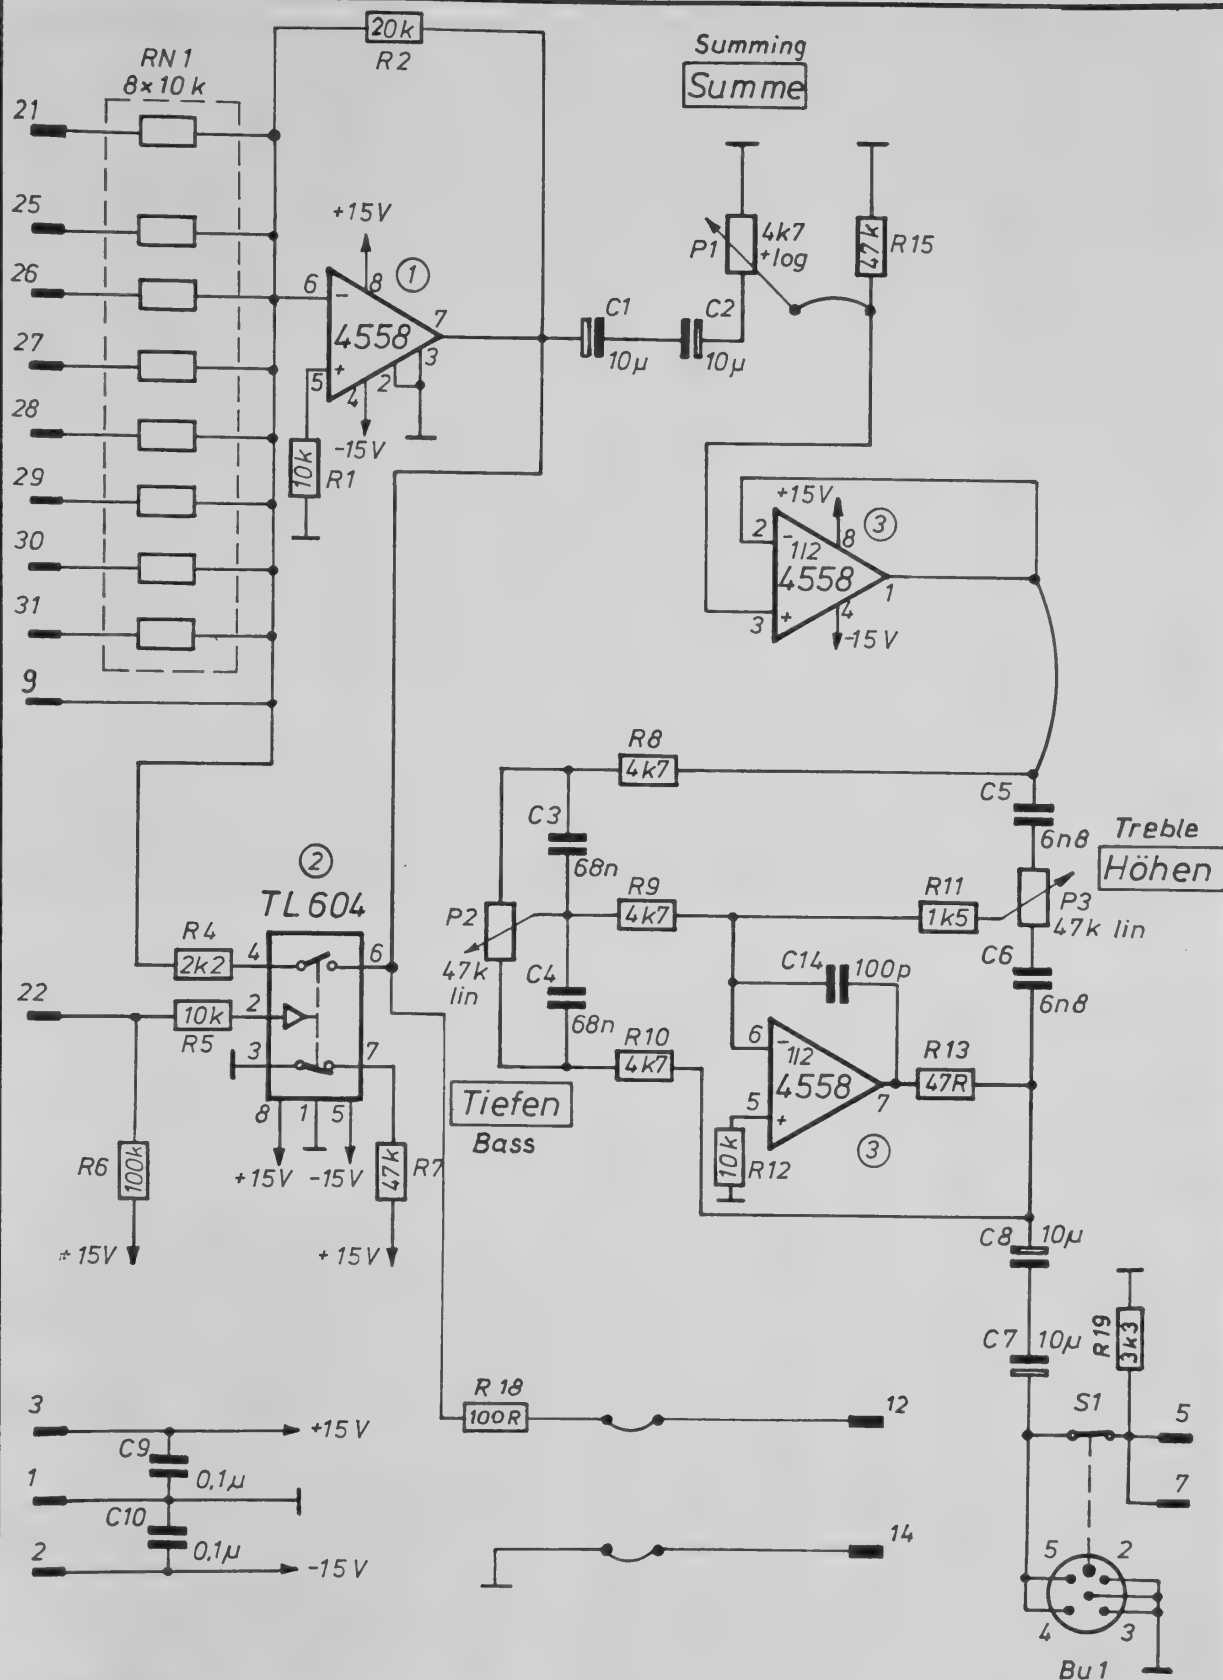 20k
R2
RN 1
8×10 k
Summing
Summe
21
25
26
27
28
29
30
31
9
+15V
1
6
-
8
7
4558
3
+
5
4
2
-15V
10k
R1
C1
10µ
C2
10µ
P1
4k7
+log
47k
R15
+15V
3
2
-
8
1/2
4558
1
+
3
4
-15V
R8
4k7
C3
68n
C5
6n8
Treble
Höhen
2
TL604
P2
47k
lin
R9
4k7
R11
1k5
P3
47k lin
R4
2k2
4
6
C4
68n
C14
100p
C6
6n8
22
10k
R5
2
3
7
R10
4k7
6
-
1/2
4558
5
+
7
R13
47R
8
1
5
Tiefen
Bass
10k
R12
3
R6
100k
+15V
-15V
47k
R7
+15V
+15V
C8
10µ
C7
10µ
R19
3k3
R 18
100R
12
S1
5
7
3
+15V
C9
0,1µ
1
C10
0,1µ
2
-15V
14
5
2
4
3
Bu1